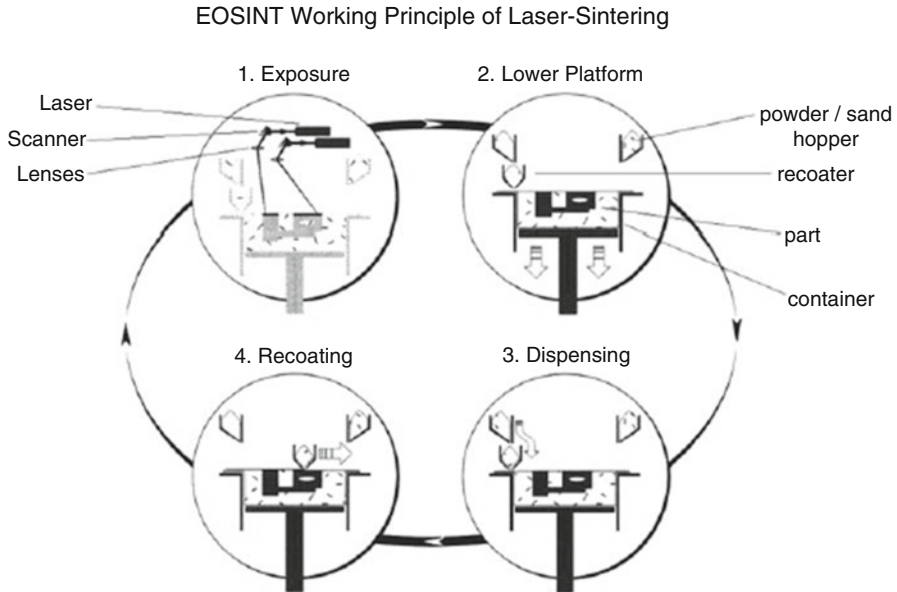 EOSINT Working Principle of Laser-Sintering
1. Exposure
2. Lower Platform
Laser
Scanner
Lenses
powder / sand
hopper
recoater
part
container
4. Recoating
3. Dispensing